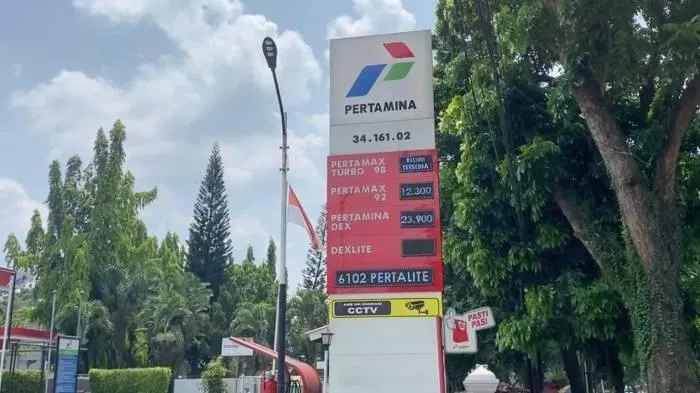 PERTAMINA
34.161.02
PERTAMAX
TURBO 98
BELUM
TERSEDIA
PERTAMAX
92
12.300
PERTAMINA
DEX
23.900
DEXLITE
6102 PERTALITE
CCTV
PASTI
PAS!